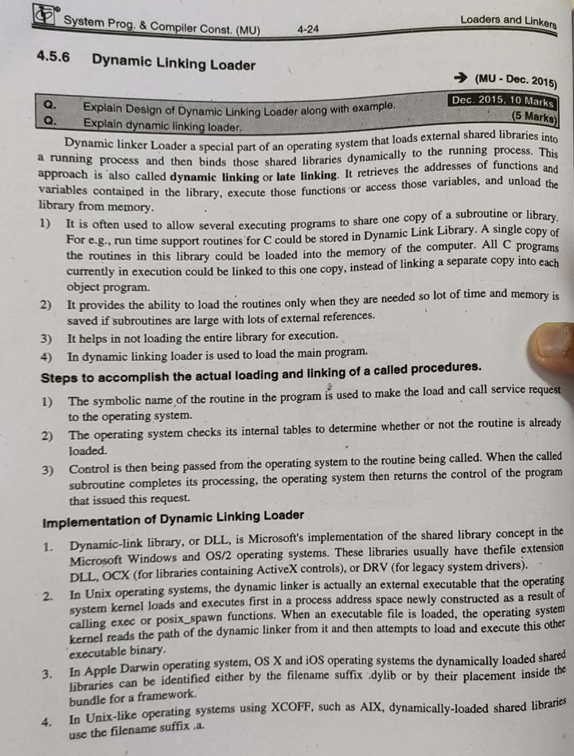 System Prog. & Compiler Const. (MU)
4-24
Loaders and Linkers
4.5.6 Dynamic Linking Loader
→ (MU - Dec. 2015)
Q. Explain Design of Dynamic Linking Loader along with example. Dec. 2015, 10 Marks
Q. Explain dynamic linking loader. (5 Marks)
Dynamic linker Loader a special part of an operating system that loads external shared libraries into
a running process and then binds those shared libraries dynamically to the running process. This
approach is also called dynamic linking or late linking. It retrieves the addresses of functions and
variables contained in the library, execute those functions or access those variables, and unload the
library from memory.
1) It is often used to allow several executing programs to share one copy of a subroutine or library.
For e.g., run time support routines for C could be stored in Dynamic Link Library. A single copy of
the routines in this library could be loaded into the memory of the computer. All C programs
currently in execution could be linked to this one copy, instead of linking a separate copy into each
object program.
2) It provides the ability to load the routines only when they are needed so lot of time and memory is
saved if subroutines are large with lots of external references.
3) It helps in not loading the entire library for execution.
4) In dynamic linking loader is used to load the main program.
Steps to accomplish the actual loading and linking of a called procedures.
1) The symbolic name of the routine in the program is used to make the load and call service request
to the operating system.
2) The operating system checks its internal tables to determine whether or not the routine is already
loaded.
3) Control is then being passed from the operating system to the routine being called. When the called
subroutine completes its processing, the operating system then returns the control of the program
that issued this request.
Implementation of Dynamic Linking Loader
1. Dynamic-link library, or DLL, is Microsoft's implementation of the shared library concept in the
Microsoft Windows and OS/2 operating systems. These libraries usually have thefile extension
DLL, OCX (for libraries containing ActiveX controls), or DRV (for legacy system drivers).
2. In Unix operating systems, the dynamic linker is actually an external executable that the operating
system kernel loads and executes first in a process address space newly constructed as a result of
calling exec or posix_spawn functions. When an executable file is loaded, the operating system
kernel reads the path of the dynamic linker from it and then attempts to load and execute this other
executable binary.
3. In Apple Darwin operating system, OS X and iOS operating systems the dynamically loaded shared
libraries can be identified either by the filename suffix .dylib or by their placement inside the
bundle for a framework.
4. In Unix-like operating systems using XCOFF, such as AIX, dynamically-loaded shared libraries
use the filename suffix .a.